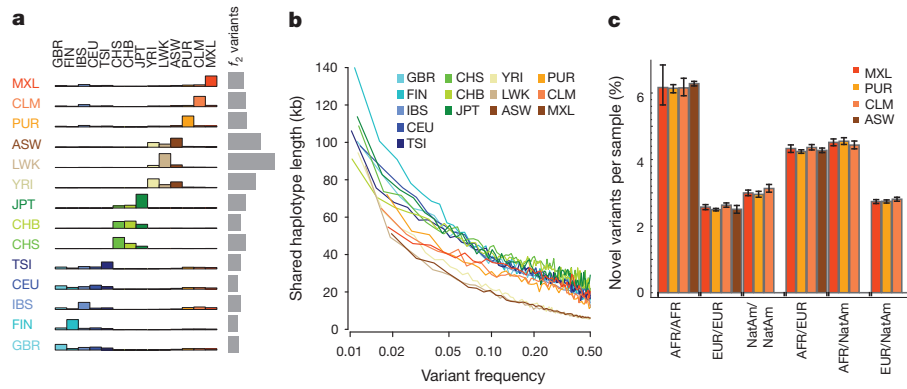 a
GBR FIN IBS CEU TSI CHS CHB JPT YRI LWK ASW PUR CLM MXL
f2 variants
MXL
CLM
PUR
ASW
LWK
YRI
JPT
CHB
CHS
TSI
CEU
IBS
FIN
GBR
b
Shared haplotype length (kb)
140
120
100
80
60
40
20
0
GBR CHS YRI PUR
FIN CHB LWK CLM
IBS JPT ASW MXL
CEU
TSI
0.01 0.02 0.05 0.10 0.20 0.50
Variant frequency
c
Novel variants per sample (%)
6
4
2
0
MXL
PUR
CLM
ASW
AFR/AFR
EUR/EUR
NatAm/
NatAm
AFR/EUR
AFR/NatAm
EUR/NatAm